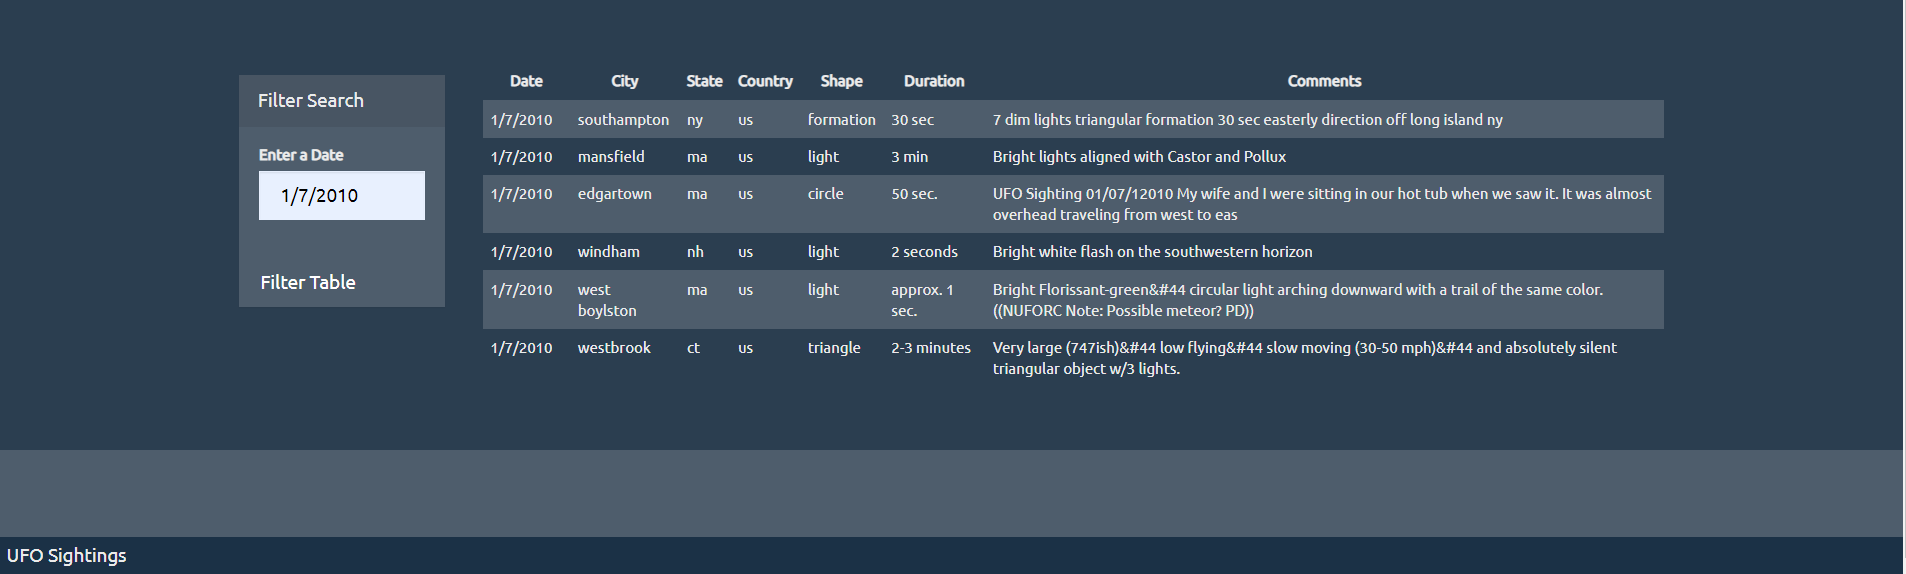 Filter Search
Enter a Date
1/7/2010
Filter Table
Date City State Country Shape Duration Comments
1/7/2010 southampton ny us formation 30 sec 7 dim lights triangular formation 30 sec easterly direction off long island ny
1/7/2010 mansfield ma us light 3 min Bright lights aligned with Castor and Pollux
1/7/2010 edgartown ma us circle 50 sec. UFO Sighting 01/07/12010 My wife and I were sitting in our hot tub when we saw it. It was almost
overhead traveling from west to eas
1/7/2010 windham nh us light 2 seconds Bright white flash on the southwestern horizon
1/7/2010 west ma us light approx. 1 Bright Florissant-green&#44 circular light arching downward with a trail of the same color.
boylston sec. ((NUFORC Note: Possible meteor? PD))
1/7/2010 westbrook ct us triangle 2-3 minutes Very large (747ish)&#44 low flying&#44 slow moving (30-50 mph)&#44 and absolutely silent
triangular object w/3 lights.
UFO Sightings